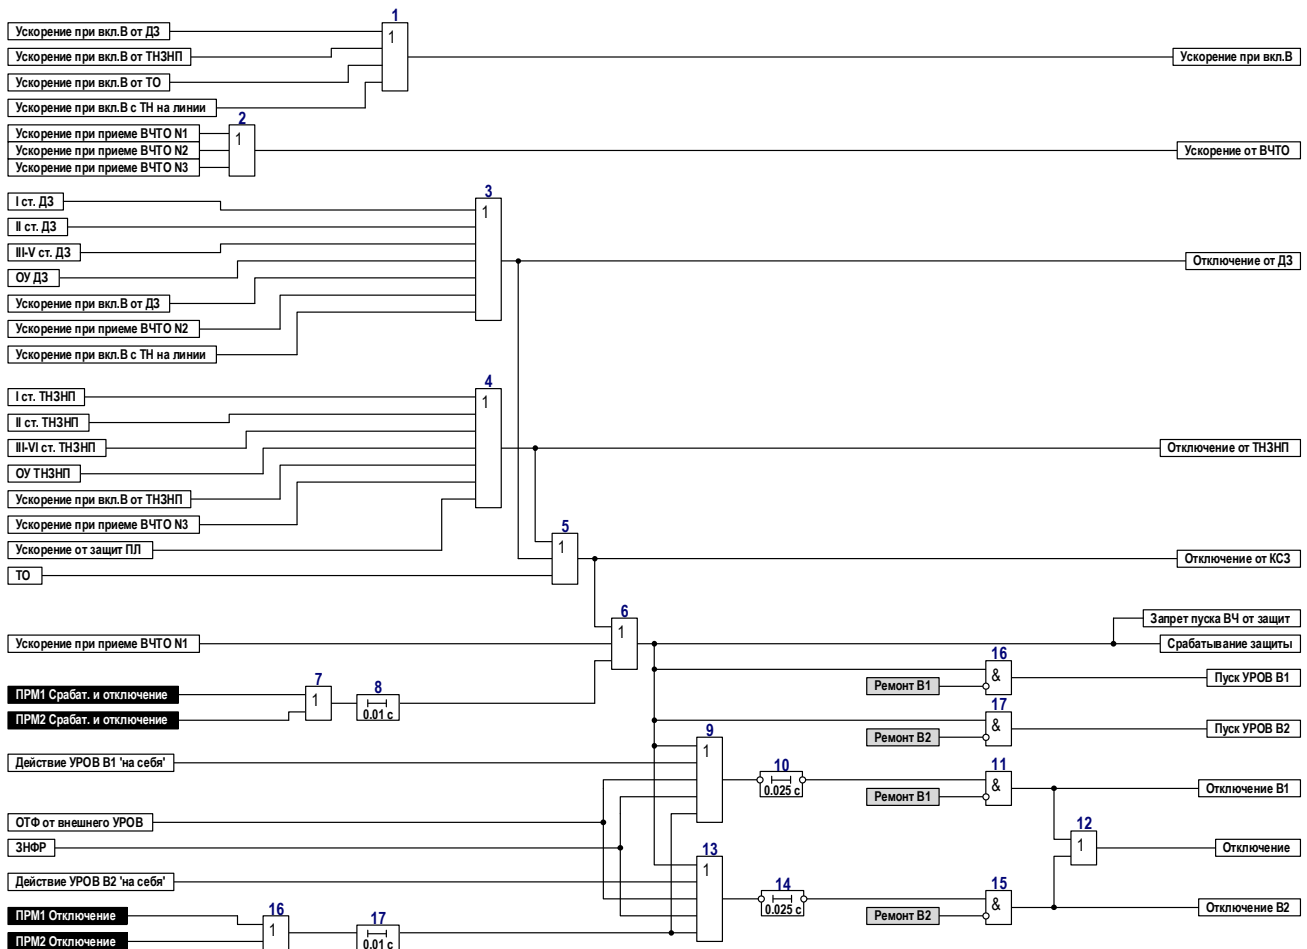 1
Ускорение при вкл.В от ДЗ
1
Ускорение при вкл.В от ТНЗНП
Ускорение при вкл.В
Ускорение при вкл.В от ТО
Ускорение при вкл.В с ТН на линии
2
Ускорение при приеме ВЧТО N1
1
Ускорение при приеме ВЧТО N2
Ускорение от ВЧТО
Ускорение при приеме ВЧТО N3
3
I ст. ДЗ
1
II ст. ДЗ
III-V ст. ДЗ
Отключение от ДЗ
ОУ ДЗ
Ускорение при вкл.В от ДЗ
Ускорение при приеме ВЧТО N2
Ускорение при вкл.В с ТН на линии
4
I ст. ТНЗНП
1
II ст. ТНЗНП
III-VI ст. ТНЗНП
Отключение от ТНЗНП
ОУ ТНЗНП
Ускорение при вкл.В от ТНЗНП
Ускорение при приеме ВЧТО N3
5
Ускорение от защит ПЛ
1
Отключение от КСЗ
ТО
6
Запрет пуска ВЧ от защит
1
Ускорение при приеме ВЧТО N1
Срабатывание защиты
16
7
8
&
Пуск УРОВ В1
Ремонт В1
ПРМ1 Срабат. и отключение
1
0.01 с
ПРМ2 Срабат. и отключение
17
&
Пуск УРОВ В2
9
Ремонт В2
1
Действие УРОВ В1 'на себя'
10
11
0.025 с
&
Отключение В1
Ремонт В1
ОТФ от внешнего УРОВ
12
ЗНФР
1
Отключение
13
1
Действие УРОВ В2 'на себя'
14
15
0.025 с
&
Отключение В2
Ремонт В2
ПРМ1 Отключение
16
17
1
ПРМ2 Отключение
0.01 с